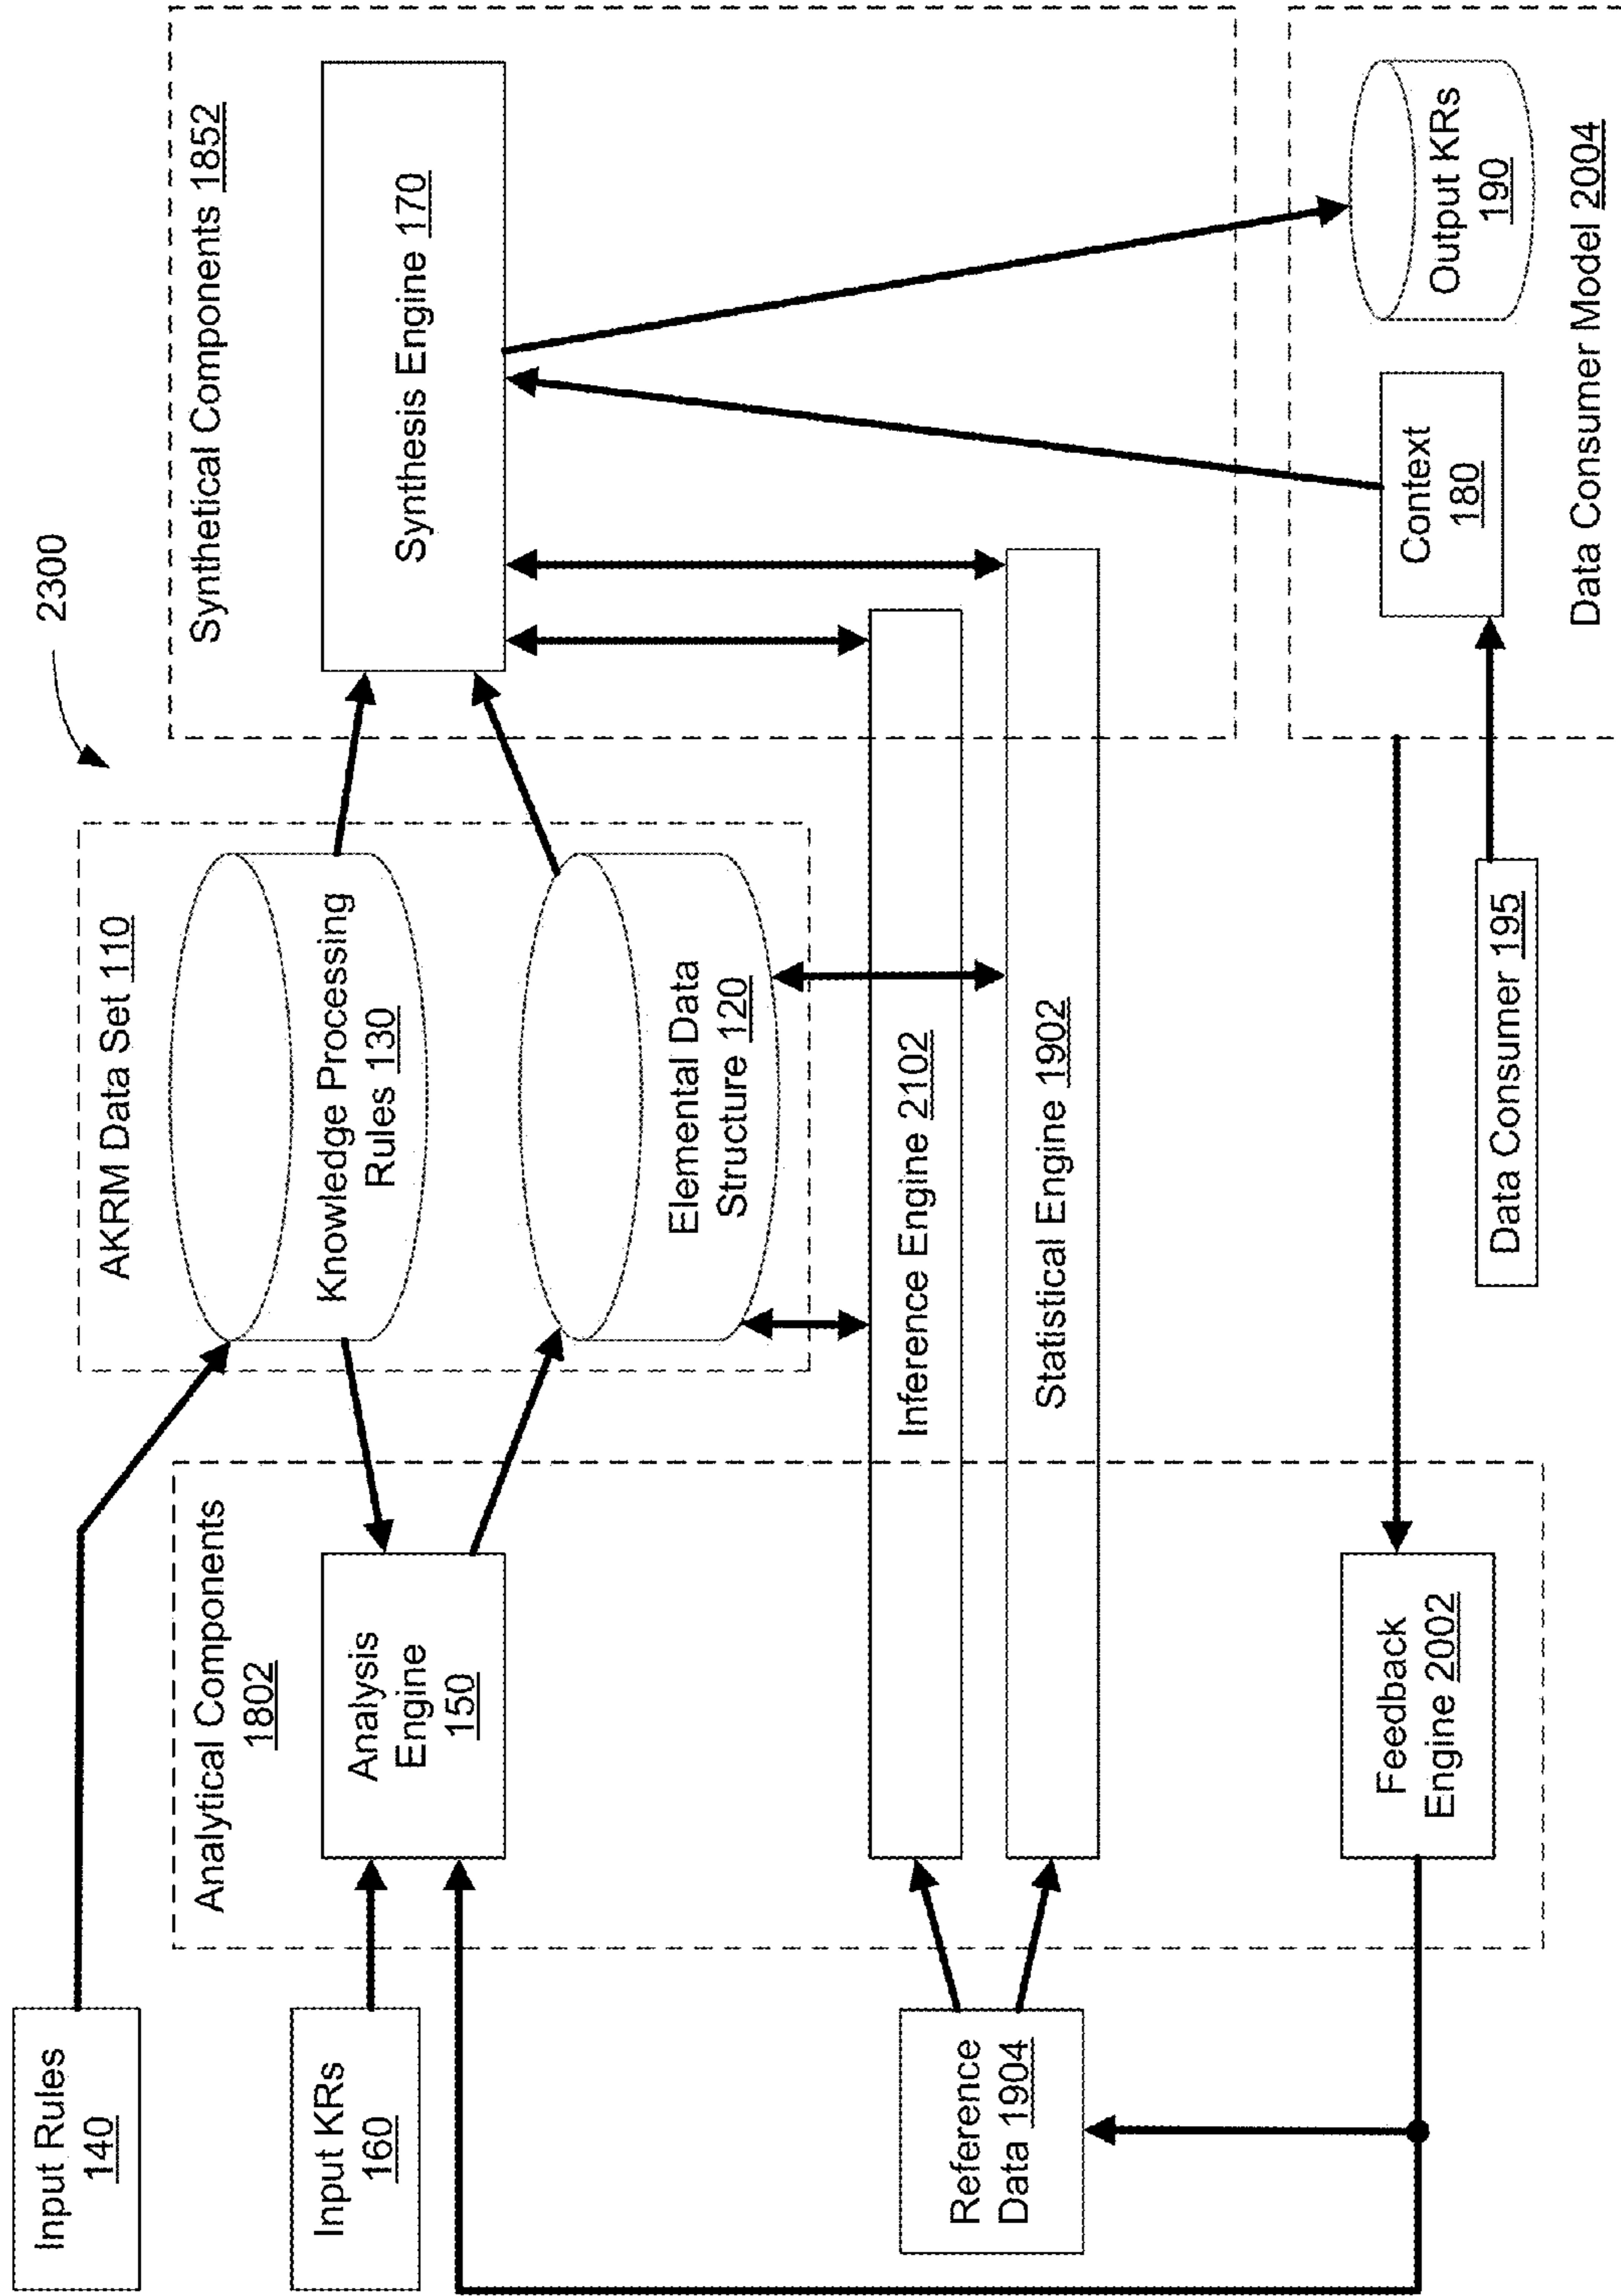 2300
Input Rules
140
Input KRs
160
Reference
Data 1904
Analytical Components
1802
Analysis
Engine
150
Feedback
Engine 2002
AKRM Data Set 110
Knowledge Processing
Rules 130
Elemental Data
Structure 120
Inference Engine 2102
Statistical Engine 1902
Data Consumer 195
Synthetical Components 1852
Synthesis Engine 170
Context
180
Output KRs
190
Data Consumer Model 2004